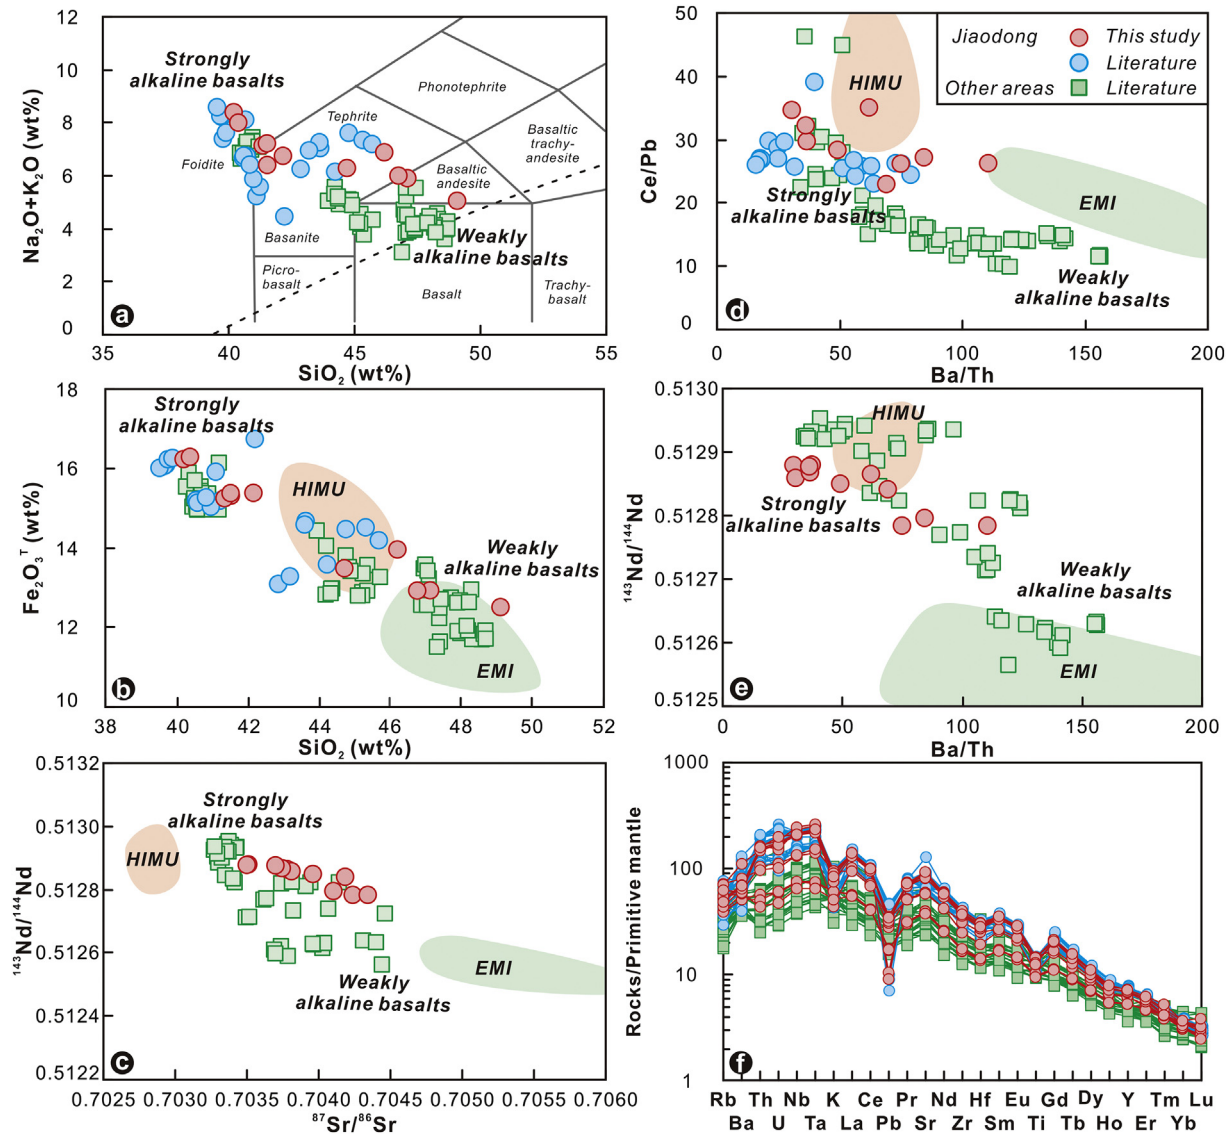 12
10
8
6
4
2
0
Na₂O+K₂O (wt%)
35
40
45
50
55
SiO₂ (wt%)
Strongly
alkaline basalts
Phonotephrite
Tephrite
Foidite
Basaltic
trachy-
andesite
Basaltic
andesite
Basanite
Weakly
alkaline basalts
Picro-
basalt
Basalt
Trachy-
basalt
a
50
40
30
20
10
0
Ce/Pb
0
50
100
150
200
Ba/Th
Jiaodong
This study
Literature
Other areas
Literature
HIMU
EMI
Strongly
alkaline basalts
Weakly
alkaline basalts
d
18
16
14
12
10
Fe₂O₃ᵀ (wt%)
38
40
42
44
46
48
50
52
SiO₂ (wt%)
Strongly
alkaline basalts
HIMU
Weakly
alkaline basalts
EMI
b
0.5130
0.5129
0.5128
0.5127
0.5126
0.5125
¹⁴³Nd/¹⁴⁴Nd
0
50
100
150
200
Ba/Th
HIMU
Strongly
alkaline basalts
Weakly
alkaline basalts
EMI
e
0.5132
0.5130
0.5128
0.5126
0.5124
0.5122
¹⁴³Nd/¹⁴⁴Nd
0.7025
0.7030
0.7035
0.7040
0.7045
0.7050
0.7055
0.7060
⁸⁷Sr/⁸⁶Sr
Strongly
alkaline basalts
HIMU
EMI
Weakly
alkaline basalts
c
1000
100
10
1
Rocks/Primitive mantle
f
Rb Th Nb K Ce Pr Nd Hf Eu Gd Dy Y Tm Lu
Ba U Ta La Pb Sr Zr Sm Ti Tb Ho Er Yb